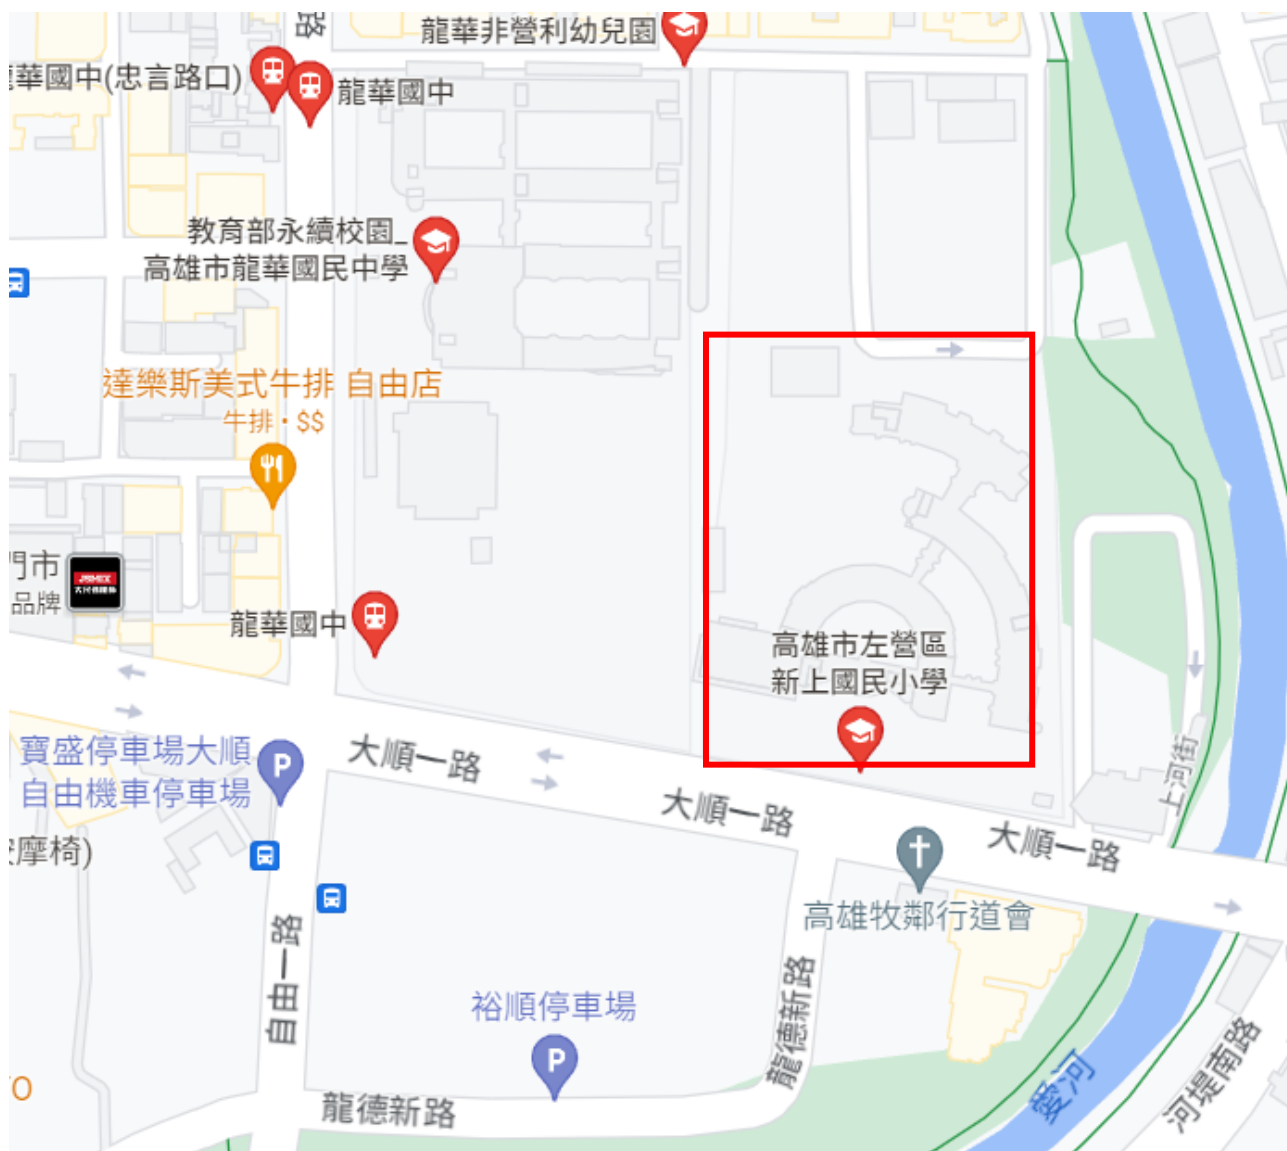 路
龍華非營利幼兒園
龍華國中(忠言路口)
龍華國中
教育部永續校園_
高雄市龍華國民中學
達樂斯美式牛排 自由店
牛排・$$
門市
品牌
龍華國中
高雄市左營區
新上國民小學
寶盛停車場大順
自由機車停車場
P
大順一路
大順一路
大順一路
上河街
按摩椅)
高雄牧鄰行道會
自由一路
裕順停車場
P
龍德新路
龍德新路
愛河
河堤南路